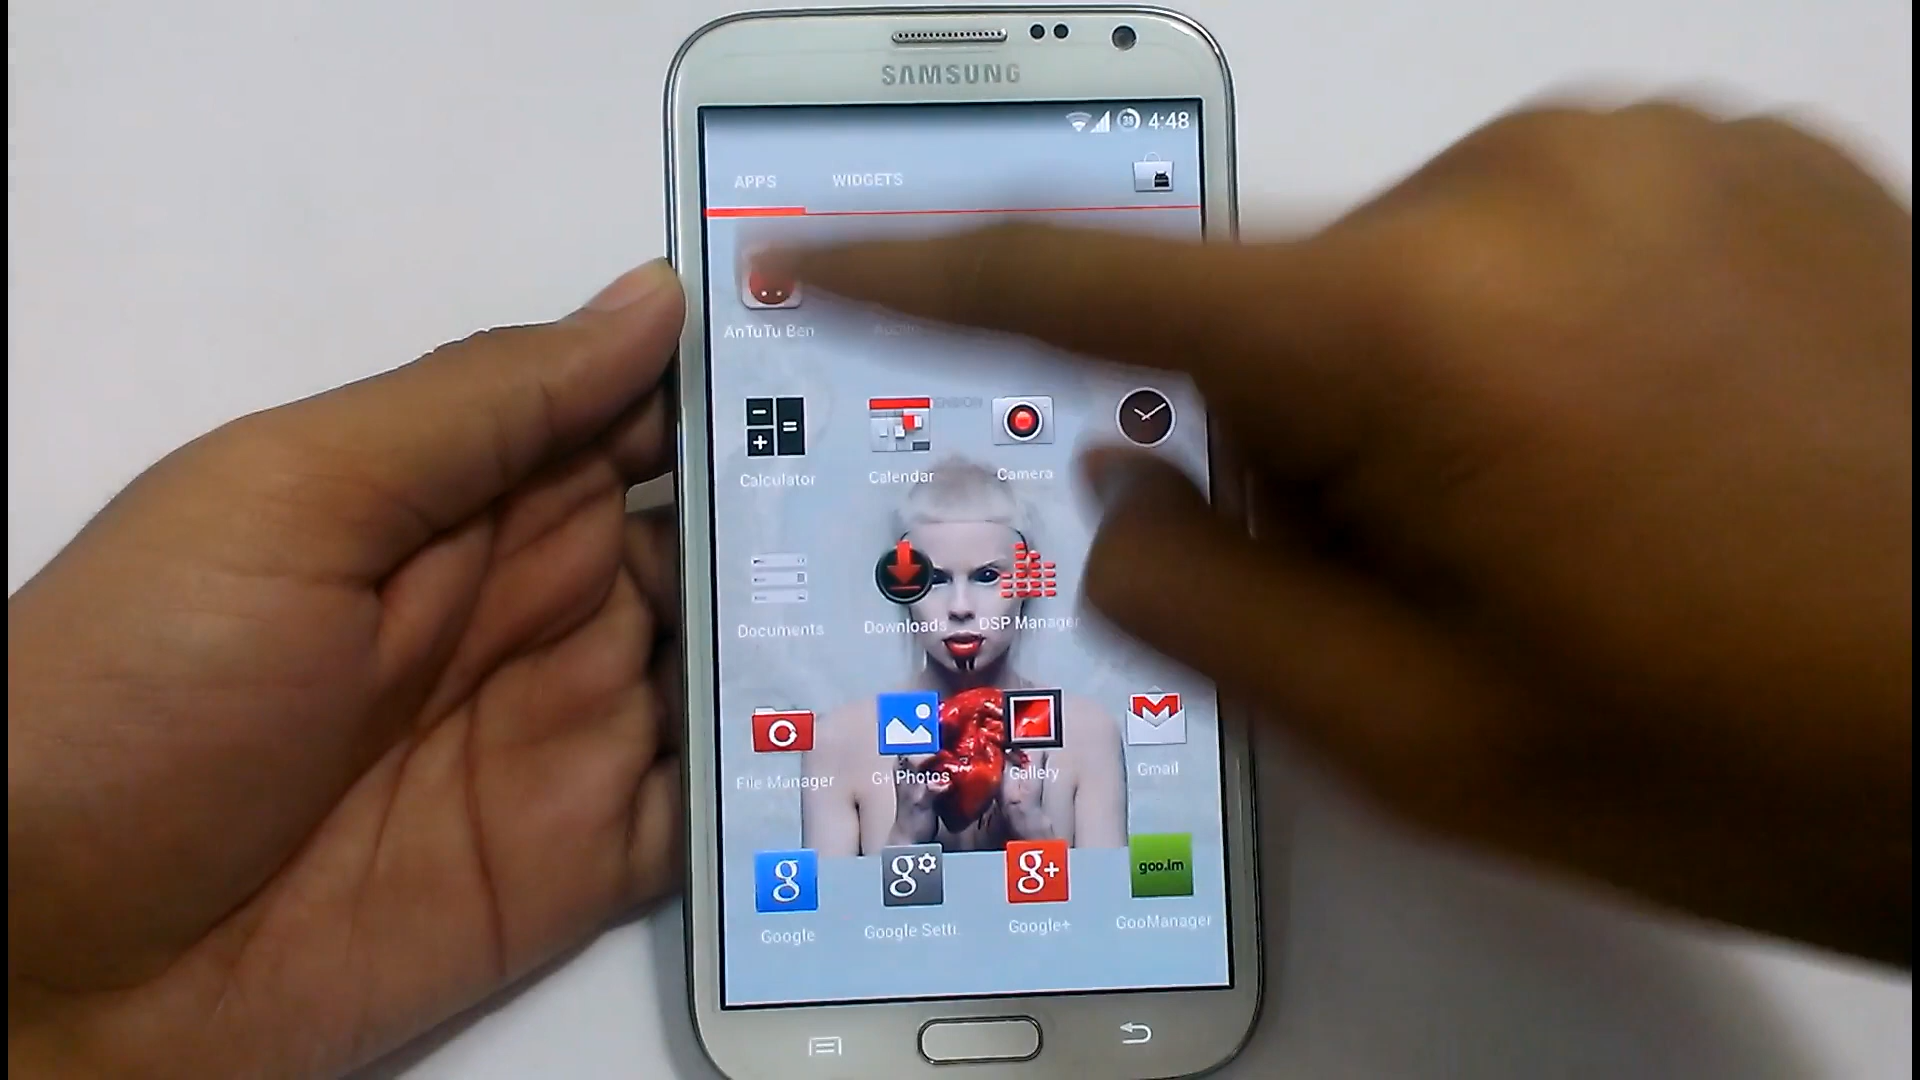 SAMSUNG
38 4:48
APPS WIDGETS
AnTuTu Ben
Calculator Calendar Camera
Documents Downloads DSP Manager
File Manager G+ Photos Gallery Gmail
g g g+ goo.im
Google Google Setti. Google+ GooManager